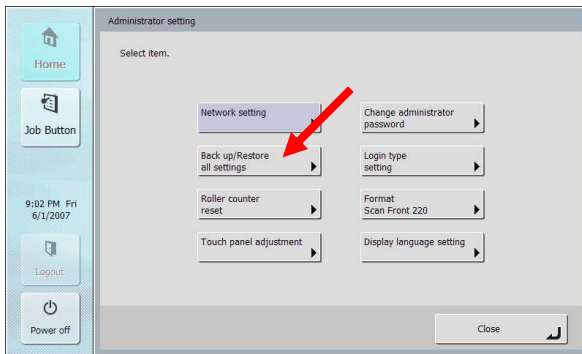 Administrator setting
Select item.
Home
Job Button
9:02 PM Fri
6/1/2007
Logout
Power off
Network setting
Change administrator
password
Back up/Restore
all settings
Login type
setting
Roller counter
reset
Format
Scan Front 220
Touch panel adjustment
Display language setting
Close